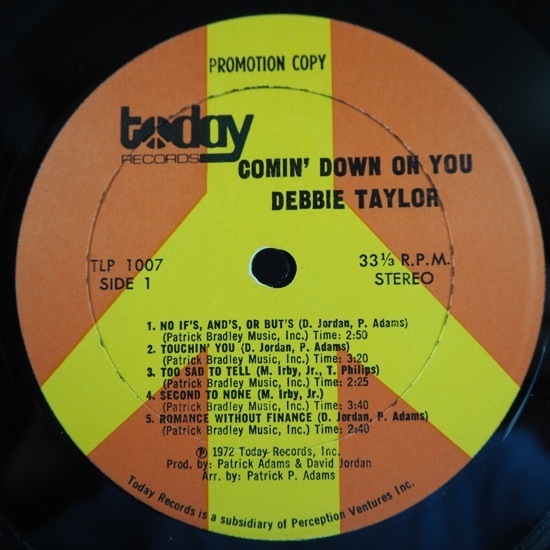 PROMOTION COPY
today
RECORDS
COMIN' DOWN ON YOU
DEBBIE TAYLOR
TLP 1007
SIDE 1
33⅓ R.P.M.
STEREO
1. NO IF'S, AND'S, OR BUT'S (D. Jordan, P. Adams)
(Patrick Bradley Music, Inc.) Time: 2:50
2. TOUCHIN' YOU (D. Jordan, P. Adams)
(Patrick Bradley Music, Inc.) Time: 3:20
3. TOO SAD TO TELL (M. Irby, Jr., T. Philips)
(Patrick Bradley Music, Inc.) Time: 2:25
4. SECOND TO NONE (M. Irby, Jr.)
(Patrick Bradley Music, Inc.) Time: 3:40
5. ROMANCE WITHOUT FINANCE (D. Jordan, P. Adams)
(Patrick Bradley Music, Inc.) Time: 2:40
℗ 1972 Today Records, Inc.
Prod. by: Patrick Adams & David Jordan
Arr. by: Patrick P. Adams
Today Records is a subsidiary of Perception Ventures Inc.